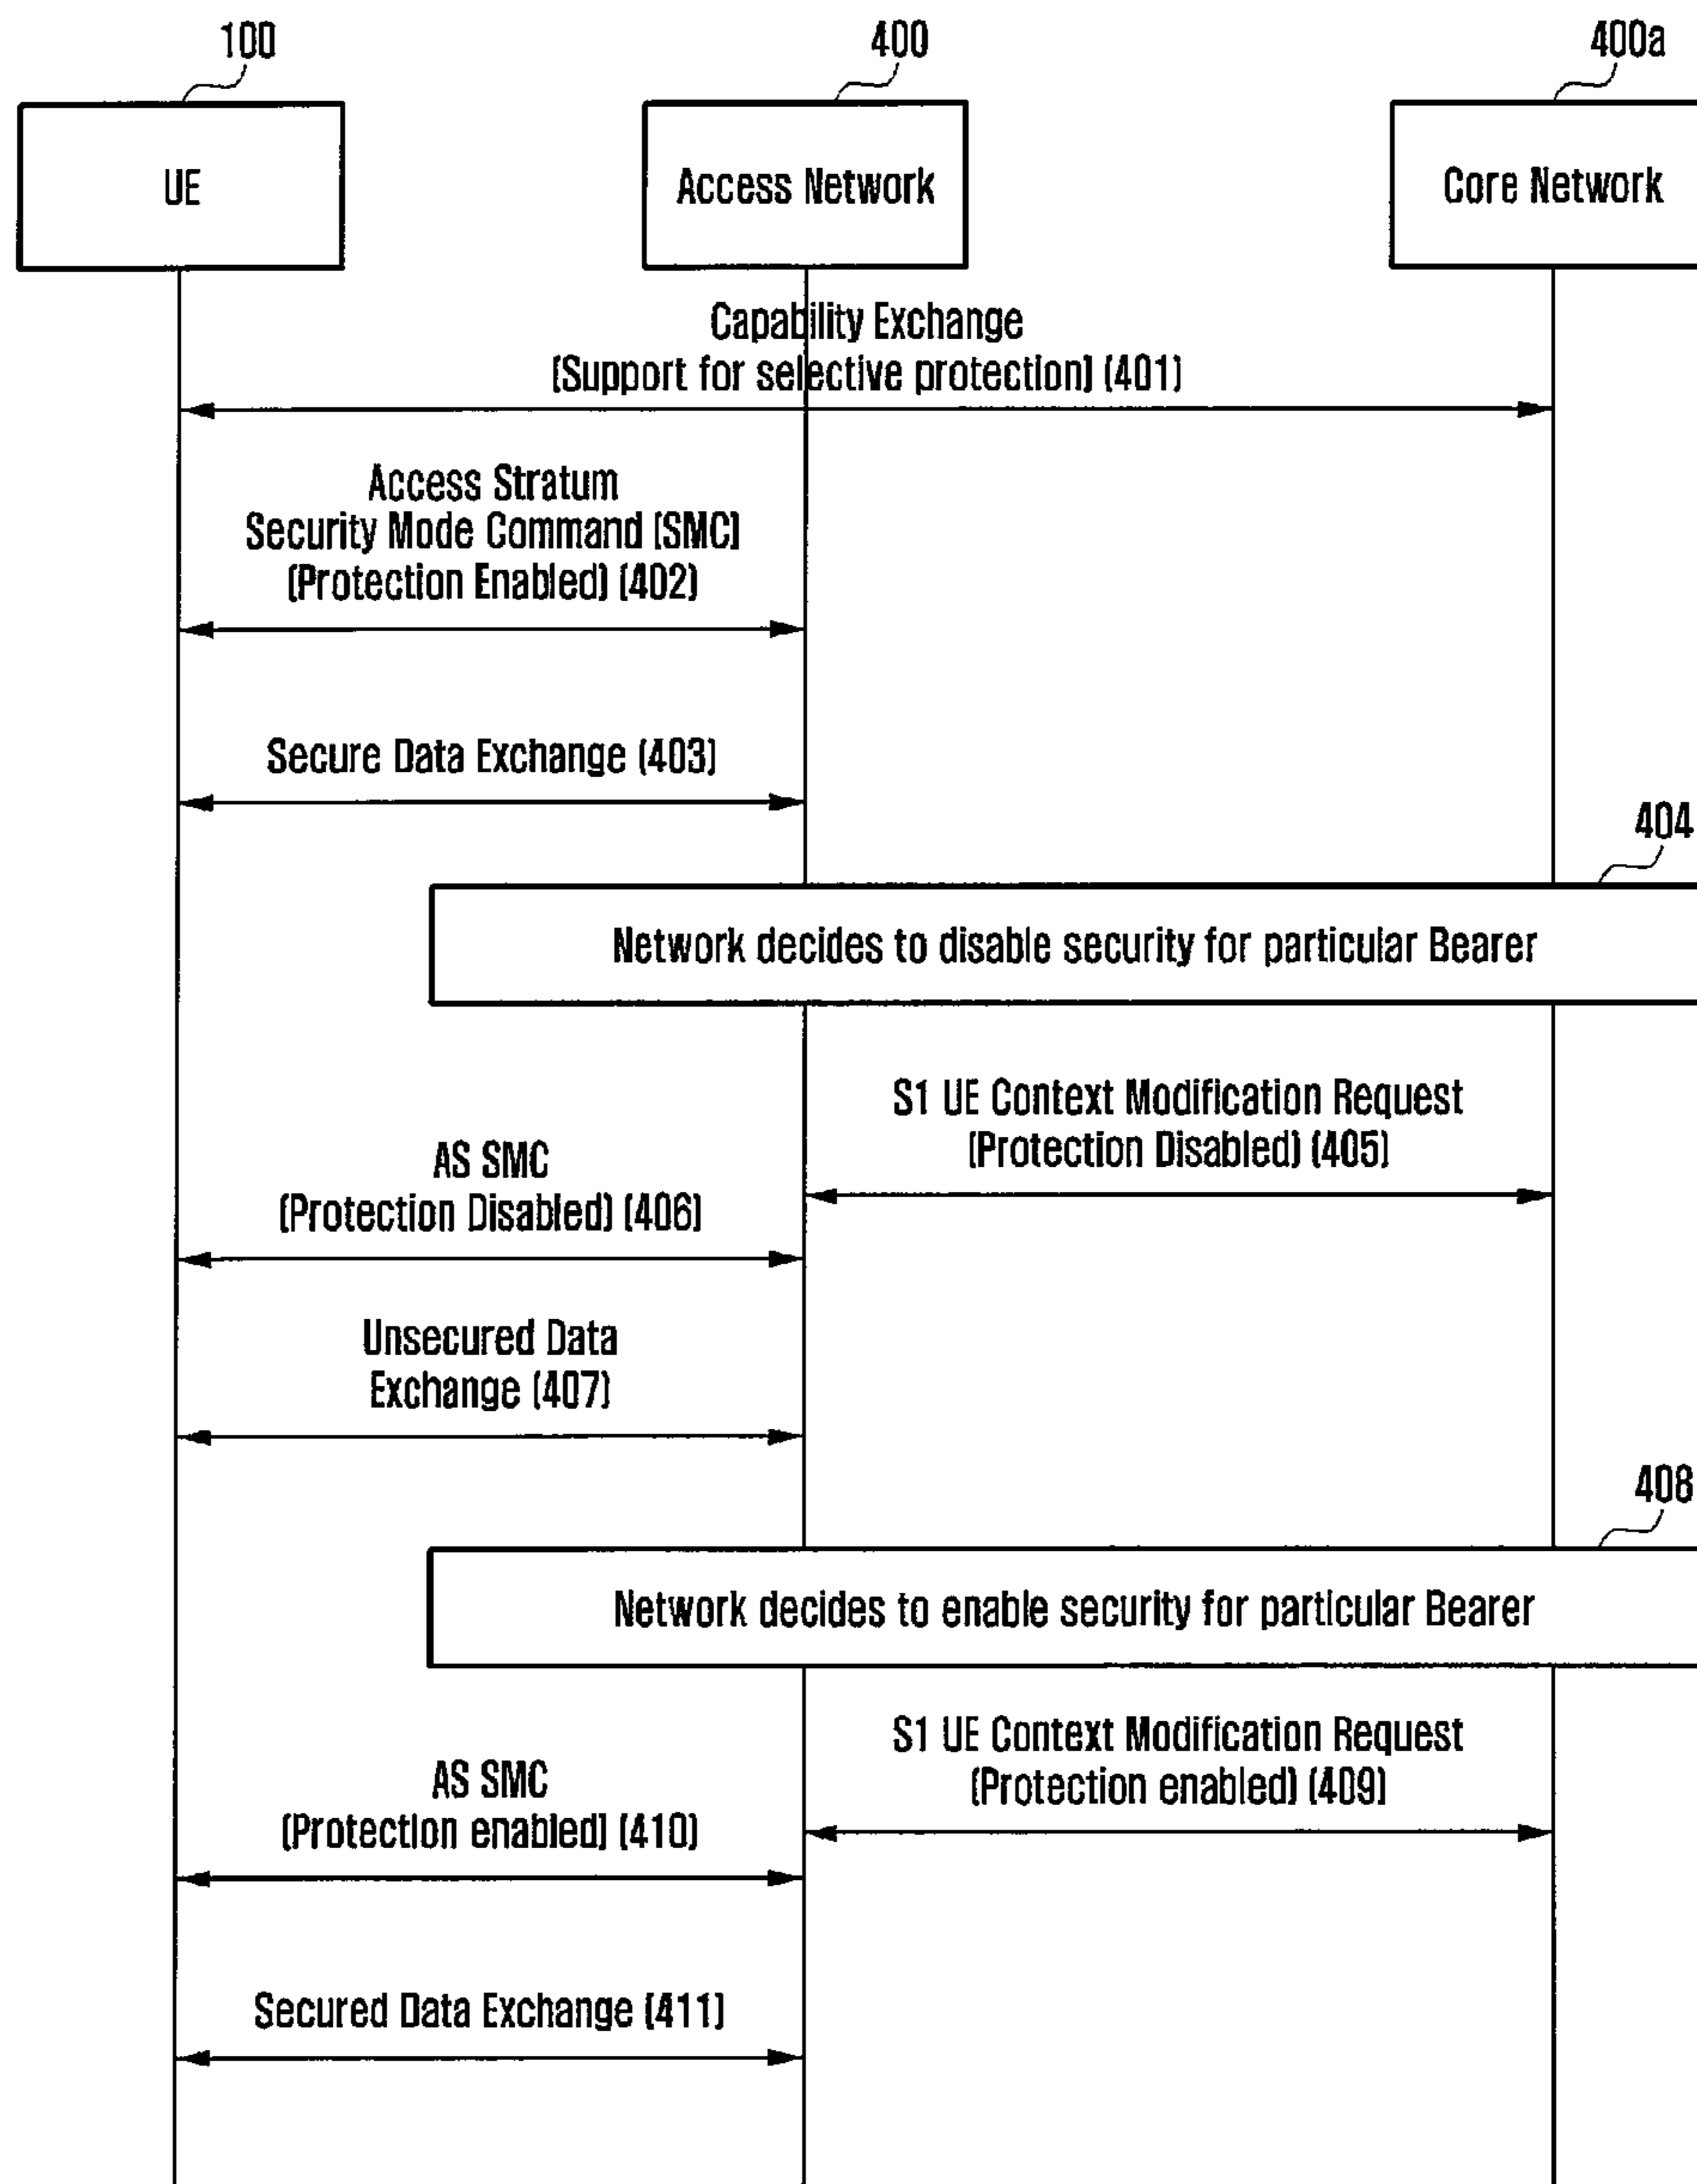 100
400
400a
UE
Access Network
Core Network
Capability Exchange
(Support for selective protection) (401)
Access Stratum
Security Mode Command (SMC)
(Protection Enabled) (402)
Secure Data Exchange (403)
404
Network decides to disable security for particular Bearer
S1 UE Context Modification Request
(Protection Disabled) (405)
AS SMC
(Protection Disabled) (406)
Unsecured Data
Exchange (407)
408
Network decides to enable security for particular Bearer
S1 UE Context Modification Request
(Protection enabled) (409)
AS SMC
(Protection enabled) (410)
Secured Data Exchange (411)